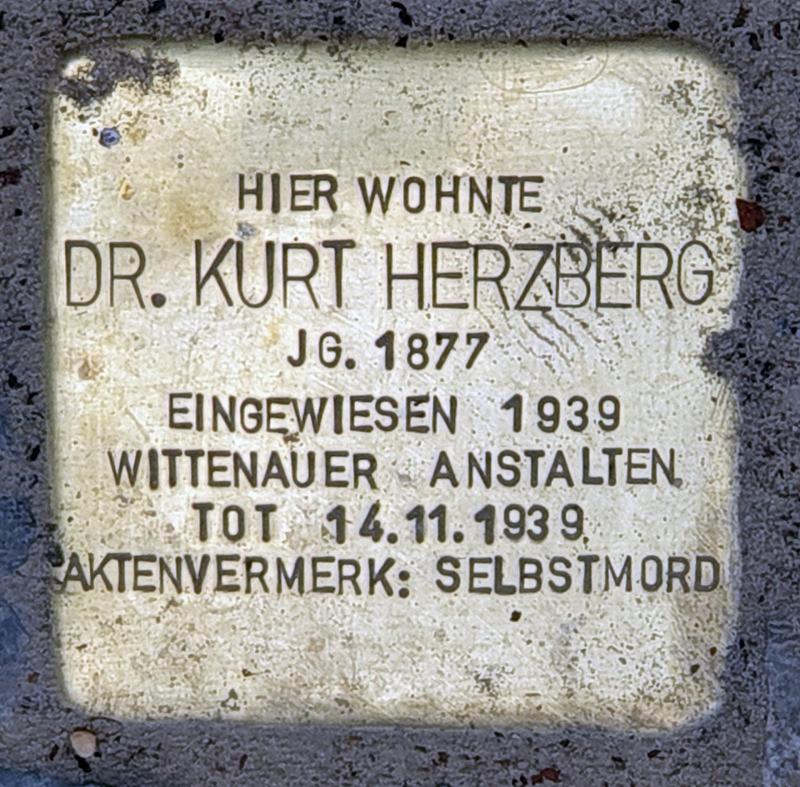 HIER WOHNTE
DR. KURT HERZBERG
JG. 1877
EINGEWIESEN 1939
WITTENAUER ANSTALTEN
TOT 14.11.1939
AKTENVERMERK: SELBSTMORD